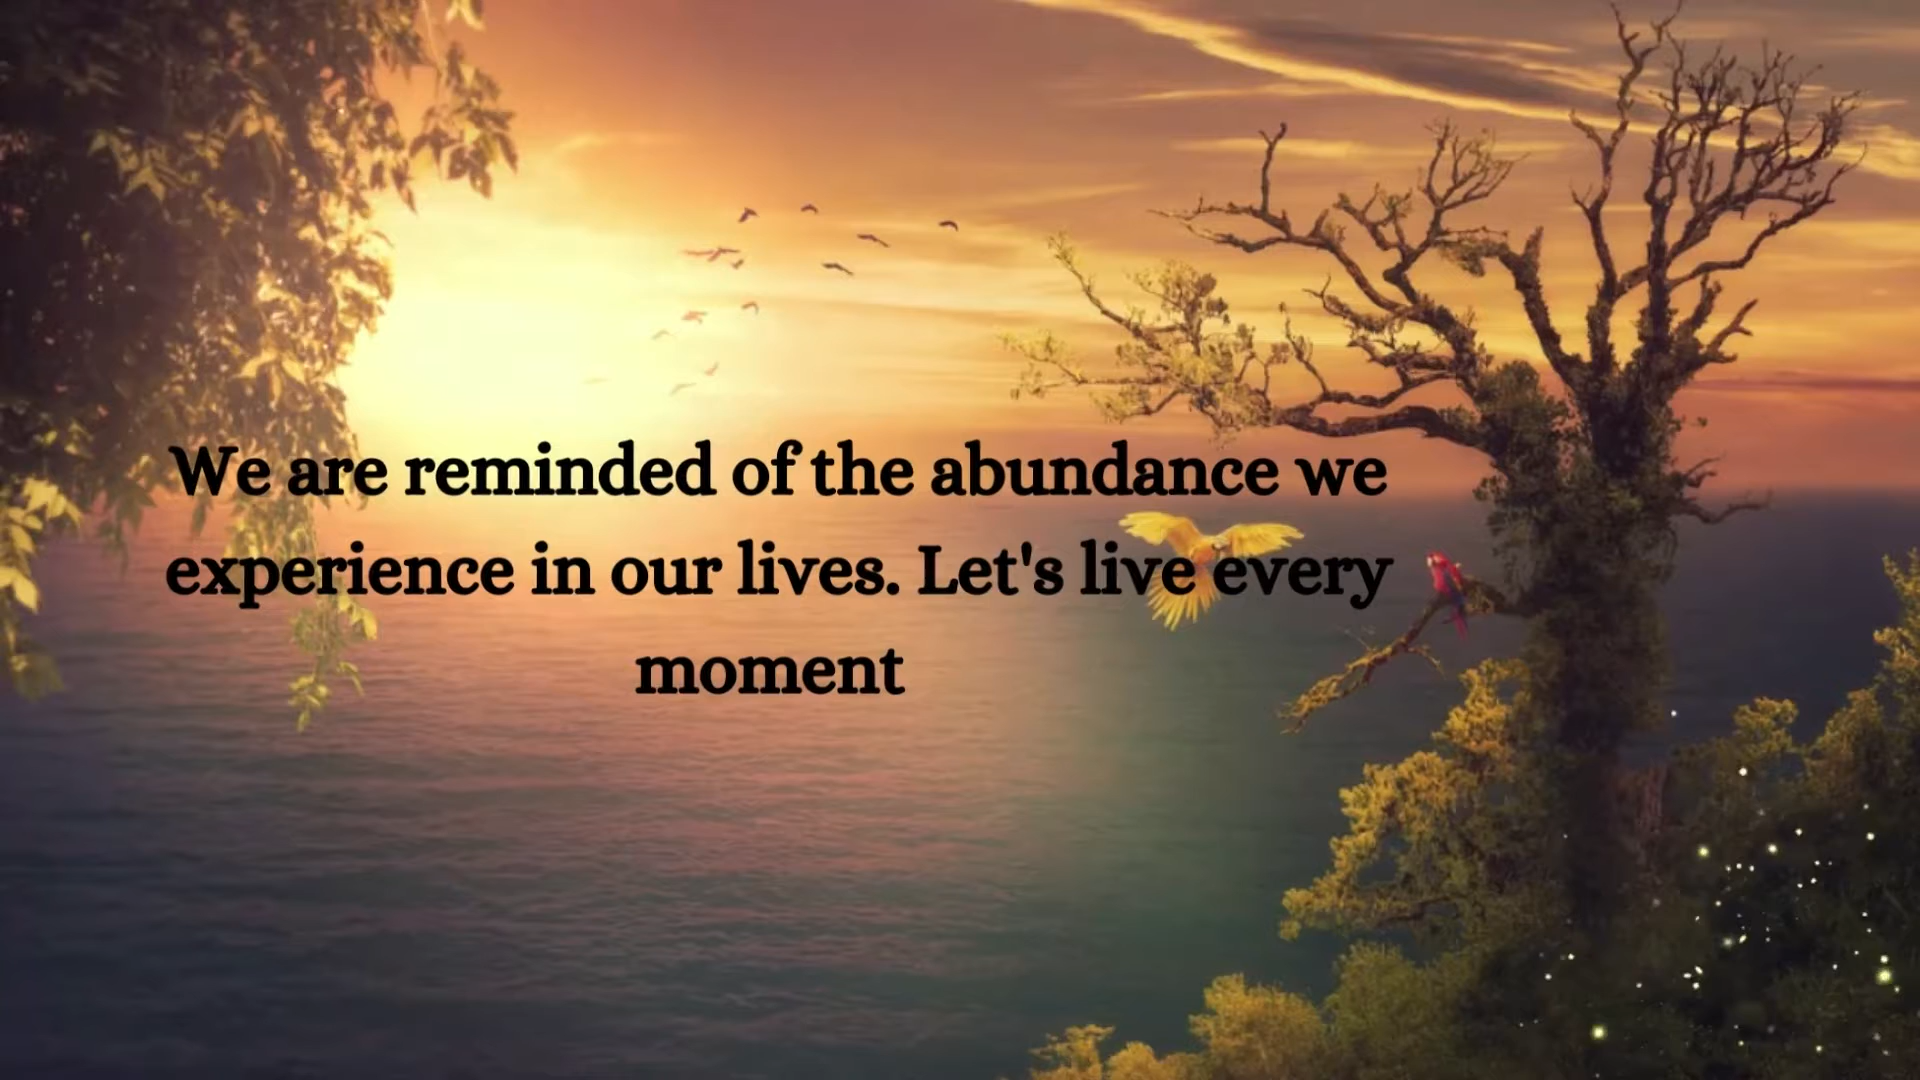 We are reminded of the abundance we
experience in our lives. Let's live every
moment